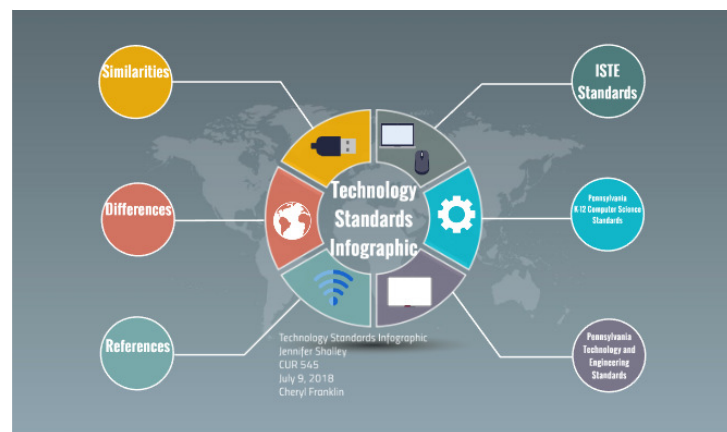 Similarities
ISTE
Standards
Technology
Standards
Infographic
Differences
Pennsylvania
K-12 Computer Science
Standards
References
Pennsylvania
Technology and
Engineering
Standards
Technology Standards Infographic
Jennifer Sholley
CUR 545
July 9, 2018
Cheryl Franklin